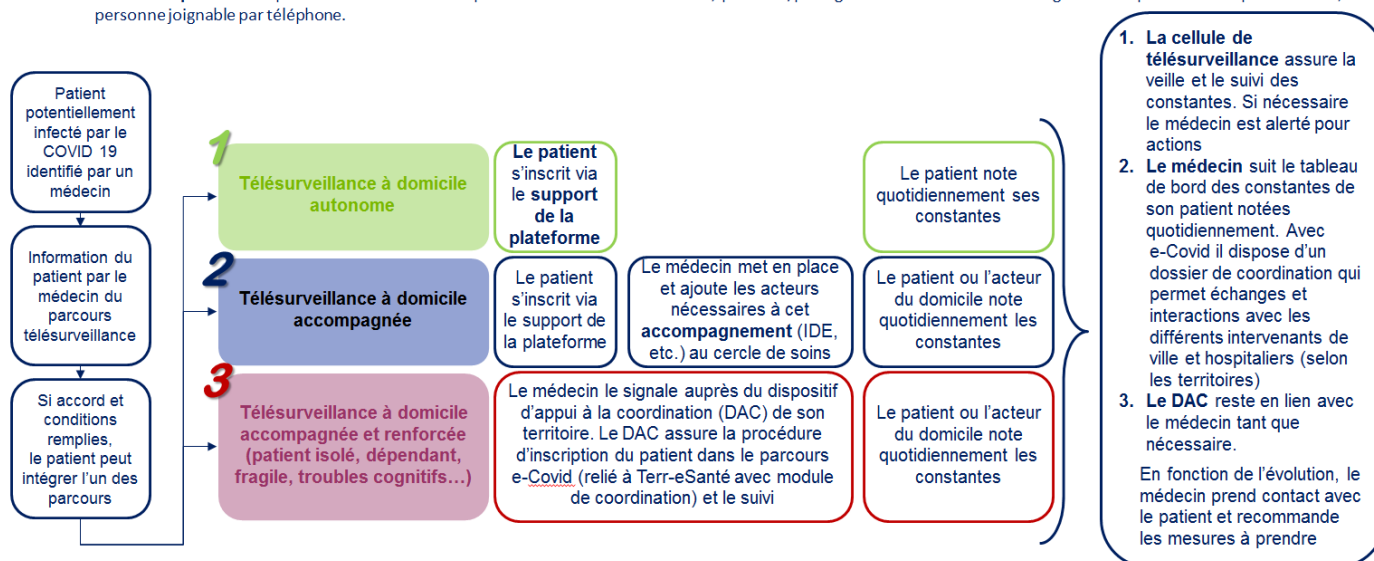 personne joignable par téléphone.
Patient
potentiellement
infecté par le
COVID 19
identifié par un
médecin
Information du
patient par le
médecin du
parcours
télésurveillance
Si accord et
conditions
remplies,
le patient peut
intégrer l'un des
parcours
1
Télésurveillance à domicile
autonome
Le patient
s'inscrit via
le support
de la
plateforme
Le patient note
quotidiennement ses
constantes
2
Télésurveillance à domicile
accompagnée
Le patient
s'inscrit via
le support de
la plateforme
Le médecin met en place
et ajoute les acteurs
nécessaires à cet
accompagnement (IDE,
etc.) au cercle de soins
Le patient ou l'acteur
du domicile note
quotidiennement les
constantes
3
Télésurveillance à domicile
accompagnée et renforcée
(patient isolé, dépendant,
fragile, troubles cognitifs…)
Le médecin le signale auprès du dispositif
d'appui à la coordination (DAC) de son
territoire. Le DAC assure la procédure
d'inscription du patient dans le parcours
e-Covid (relié à Terr-eSanté avec module
de coordination) et le suivi
Le patient ou l'acteur
du domicile note
quotidiennement les
constantes
1. La cellule de
télésurveillance assure la
veille et le suivi des
constantes. Si nécessaire
le médecin est alerté pour
actions
2. Le médecin suit le tableau
de bord des constantes de
son patient notées
quotidiennement. Avec
e-Covid il dispose d'un
dossier de coordination qui
permet échanges et
interactions avec les
différents intervenants de
ville et hospitaliers (selon
les territoires)
3. Le DAC reste en lien avec
le médecin tant que
nécessaire.
En fonction de l'évolution, le
médecin prend contact avec
le patient et recommande
les mesures à prendre